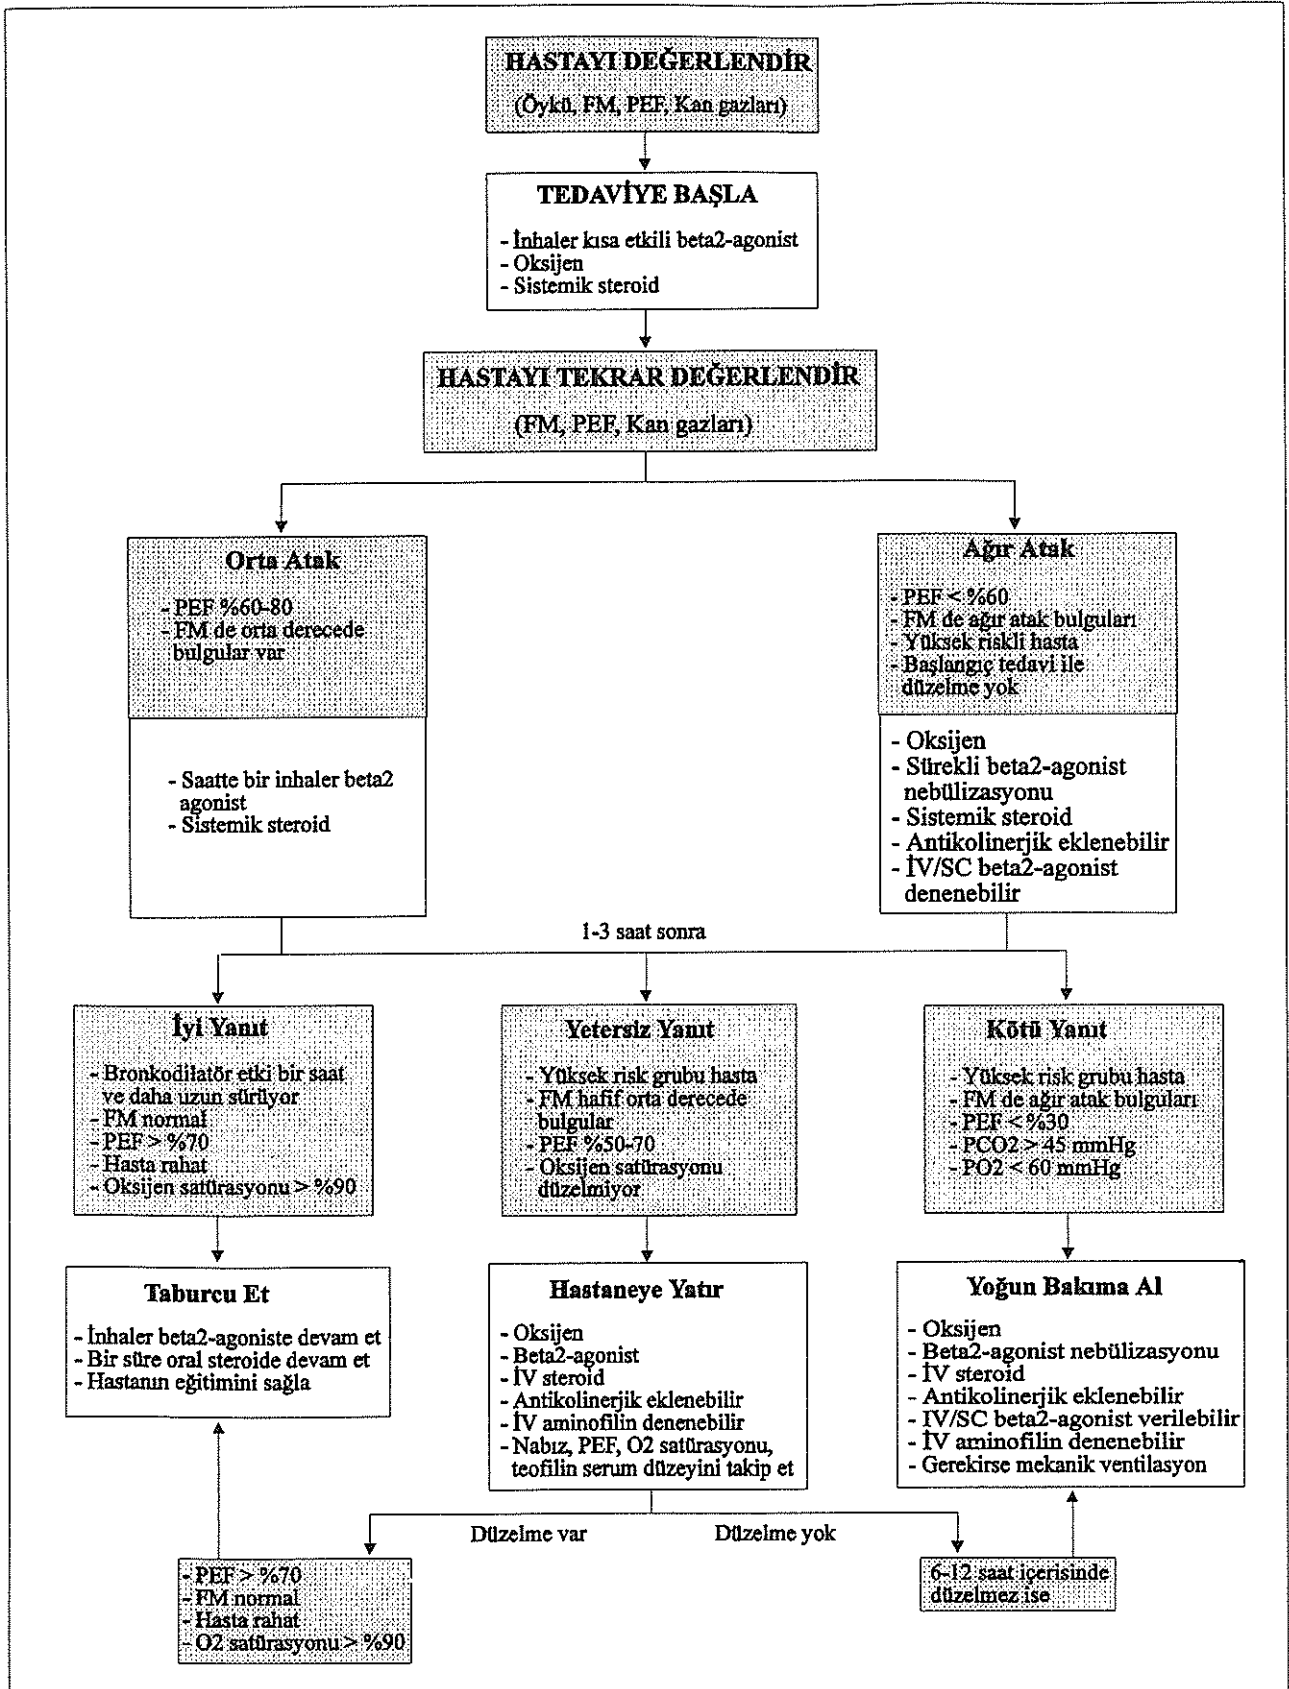 HASTAYI DEĞERLENDİR
(Öykü, FM, PEF, Kan gazları)
TEDAVİYE BAŞLA
- İnhaler kısa etkili beta2-agonist
- Oksijen
- Sistemik steroid
HASTAYI TEKRAR DEĞERLENDİR
(FM, PEF, Kan gazları)
Orta Atak
- PEF %60-80
- FM de orta derecede
bulgular var
- Saatte bir inhaler beta2
agonist
- Sistemik steroid
Ağır Atak
- PEF < %60
- FM de ağır atak bulguları
- Yüksek riskli hasta
- Başlangıç tedavi ile
düzelme yok
- Oksijen
- Sürekli beta2-agonist
nebülizasyonu
- Sistemik steroid
- Antikolinerjik eklenebilir
- İV/SC beta2-agonist
denenebilir
1-3 saat sonra
İyi Yanıt
- Bronkodilatör etki bir saat
ve daha uzun sürüyor
- FM normal
- PEF > %70
- Hasta rahat
- Oksijen satürasyonu > %90
Yetersiz Yanıt
- Yüksek risk grubu hasta
- FM hafif orta derecede
bulgular
- PEF %50-70
- Oksijen satürasyonu
düzelmiyor
Kötü Yanıt
- Yüksek risk grubu hasta
- FM de ağır atak bulguları
- PEF < %30
- PCO2 > 45 mmHg
- PO2 < 60 mmHg
Taburcu Et
- İnhaler beta2-agoniste devam et
- Bir süre oral steroide devam et
- Hastanın eğitimini sağla
Hastaneye Yatır
- Oksijen
- Beta2-agonist
- İV steroid
- Antikolinerjik eklenebilir
- İV aminofilin denenebilir
- Nabız, PEF, O2 satürasyonu,
teofilin serum düzeyini takip et
Yoğun Bakıma Al
- Oksijen
- Beta2-agonist nebülizasyonu
- İV steroid
- Antikolinerjik eklenebilir
- IV/SC beta2-agonist verilebilir
- İV aminofilin denenebilir
- Gerekirse mekanik ventilasyon
Düzelme var
Düzelme yok
- PEF > %70
- FM normal
- Hasta rahat
- O2 satürasyonu > %90
6-12 saat içerisinde
düzelmez ise